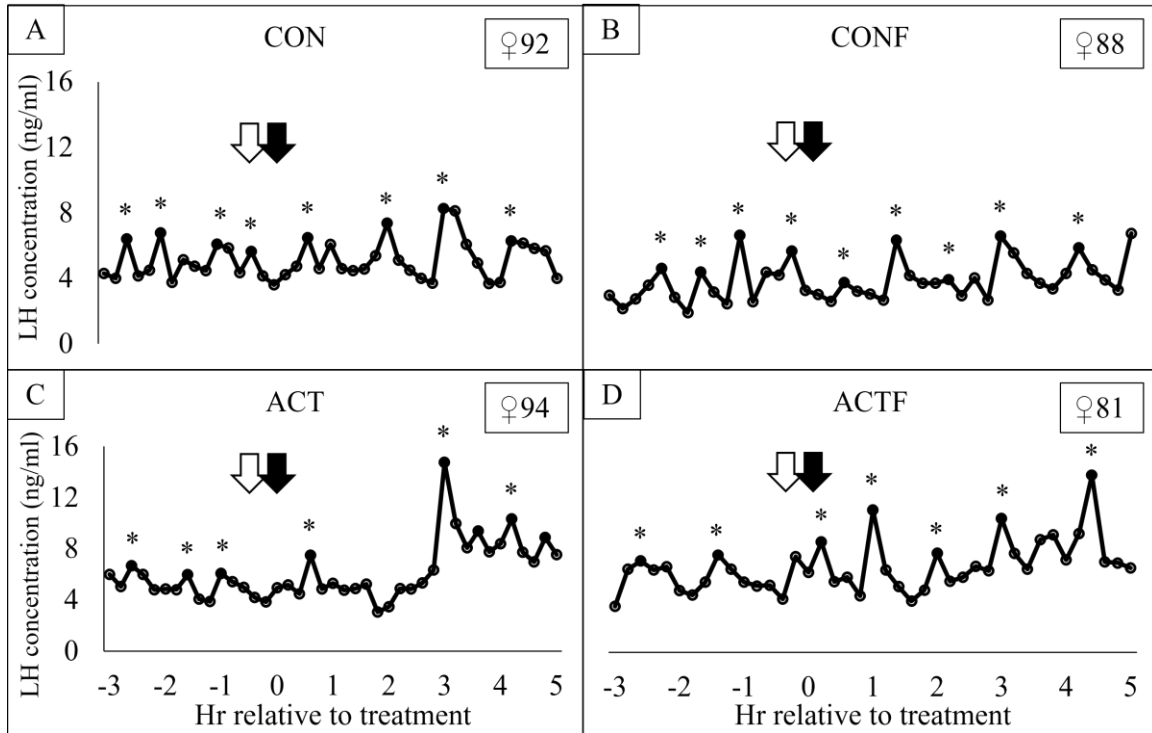 A
CON
♀92
LH concentration (ng/ml)
16
12
8
4
0
* * * * * * * *
B
CONF
♀88
* * * * * * * * *
C
ACT
♀94
LH concentration (ng/ml)
16
12
8
4
0
* * * * * *
-3 -2 -1 0 1 2 3 4 5
Hr relative to treatment
D
ACTF
♀81
* * * * * * *
-3 -2 -1 0 1 2 3 4 5
Hr relative to treatment